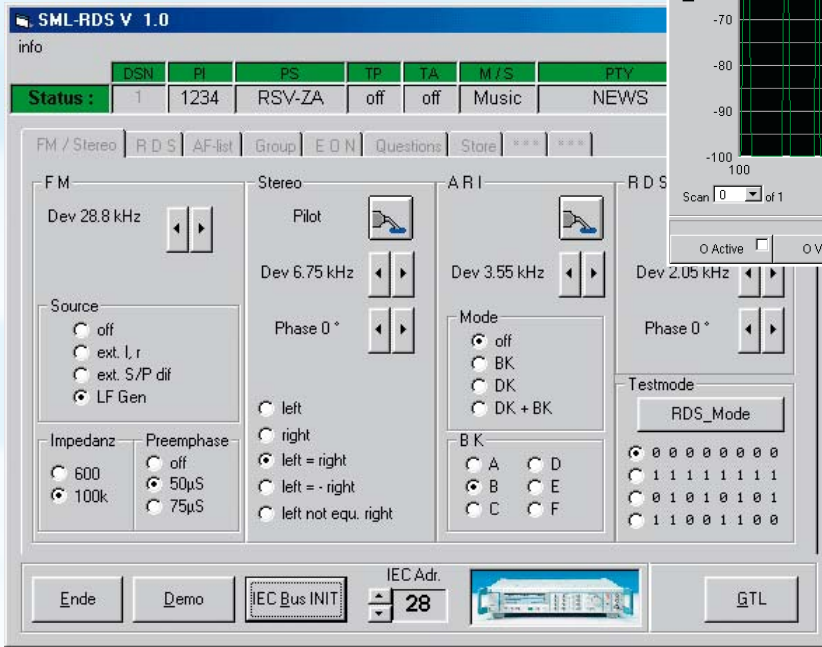 SML-RDS V 1.0
info
DSN PI PS TP TA M / S PTY
Status : 1 1234 RSV-ZA off off Music NEWS
FM / Stereo R D S AF-list Group E O N Questions Store *** ***
-70
-80
-90
-100
100
Scan 0 of 1
O Active
O V
F M
Dev 28.8 kHz
Source
off
ext. l, r
ext. S/P dif
LF Gen
Impedanz
600
100k
Preemphase
off
50µS
75µS
Stereo
Pilot
Dev 6.75 kHz
Phase 0 °
left
right
left = right
left = - right
left not equ. right
A R I
Dev 3.55 kHz
Mode
off
BK
DK
DK + BK
B K
A D
B E
C F
R D S
Dev 2.05 kHz
Phase 0 °
Testmode
RDS_Mode
0 0 0 0 0 0 0 0
1 1 1 1 1 1 1 1
0 1 0 1 0 1 0 1
1 1 0 0 1 1 0 0
Ende
Demo
IEC Bus INIT
IEC Adr.
28
GTL